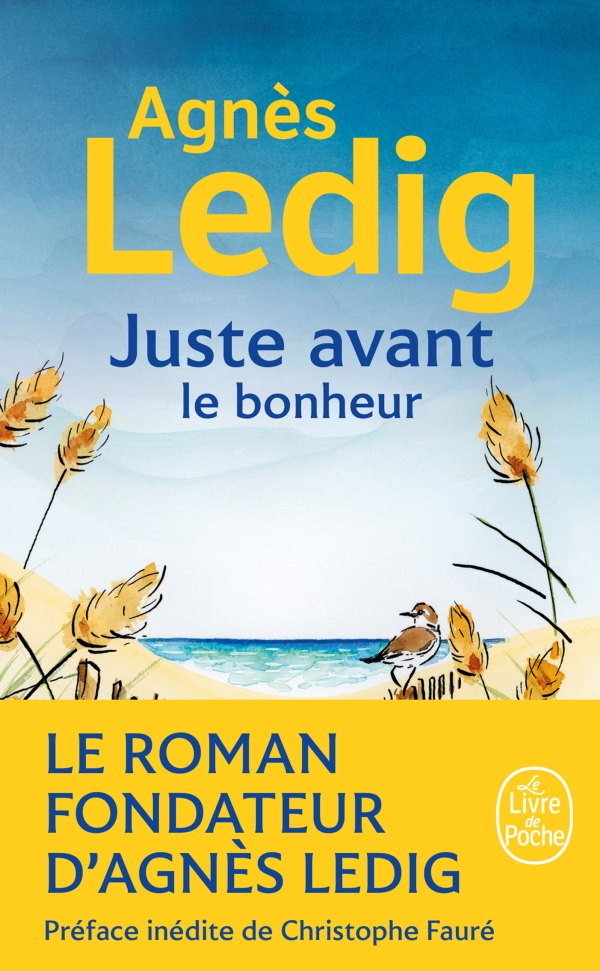 Agnès
Ledig
Juste avant
le bonheur
LE ROMAN
FONDATEUR
D'AGNÈS LEDIG
Préface inédite de Christophe Fauré
Le
Livre
de
Poche